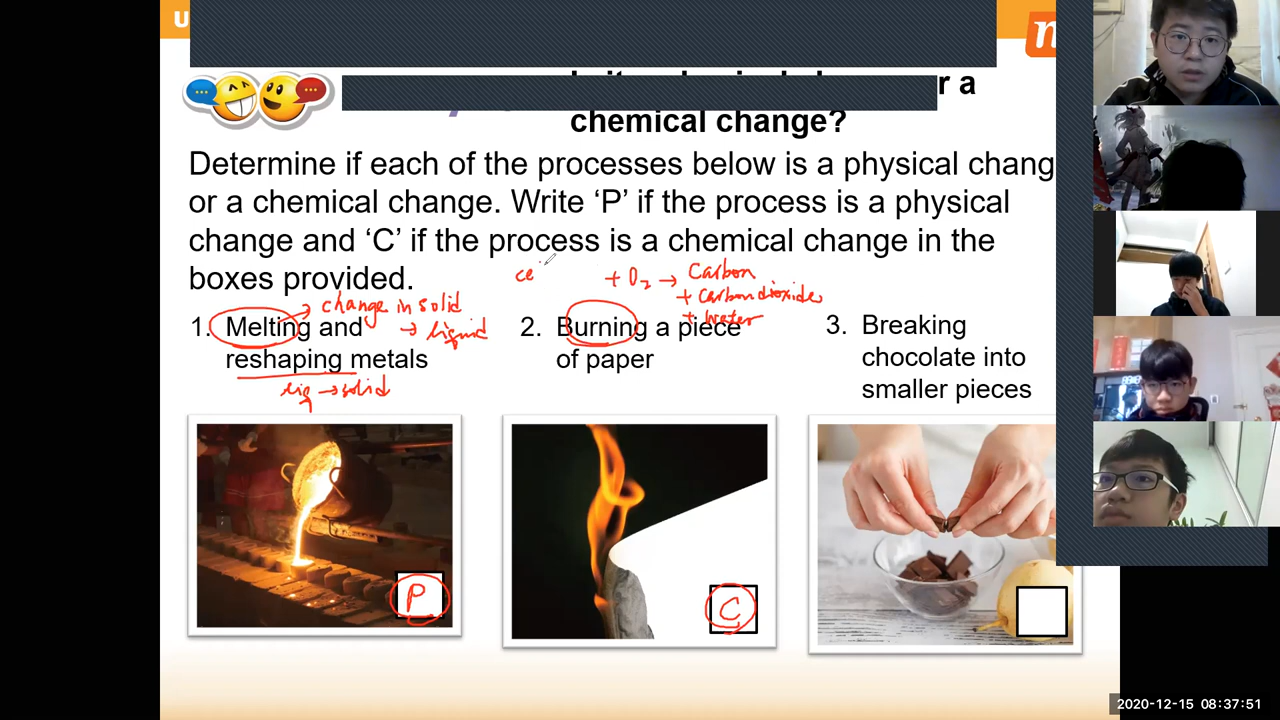 U
r a
chemical change?
Determine if each of the processes below is a physical chang
or a chemical change. Write ‘P’ if the process is a physical
change and ‘C’ if the process is a chemical change in the
boxes provided.
ce
+ O₂ → Carbon
+ Carbondioxide
+ Water
→ change in solid
→ liquid
1. Melting and
reshaping metals
liq → solid
2. Burning a piece
of paper
3. Breaking
chocolate into
smaller pieces
P
C
2020-12-15 08:37:51